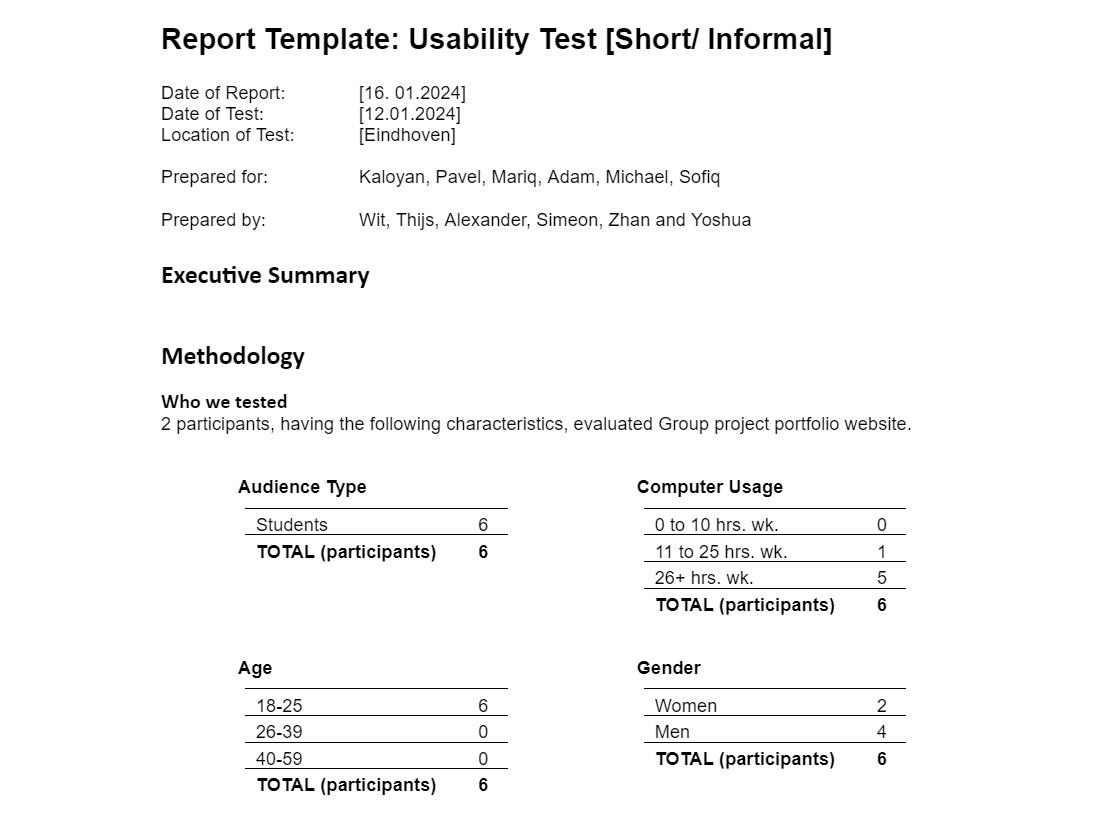 Report Template: Usability Test [Short/ Informal]
Date of Report: [16. 01.2024]
Date of Test: [12.01.2024]
Location of Test: [Eindhoven]
Prepared for: Kaloyan, Pavel, Mariq, Adam, Michael, Sofiq
Prepared by: Wit, Thijs, Alexander, Simeon, Zhan and Yoshua
Executive Summary
Methodology
Who we tested
2 participants, having the following characteristics, evaluated Group project portfolio website.
Audience Type
Students 6
TOTAL (participants) 6
Computer Usage
0 to 10 hrs. wk. 0
11 to 25 hrs. wk. 1
26+ hrs. wk. 5
TOTAL (participants) 6
Age
18-25 6
26-39 0
40-59 0
TOTAL (participants) 6
Gender
Women 2
Men 4
TOTAL (participants) 6